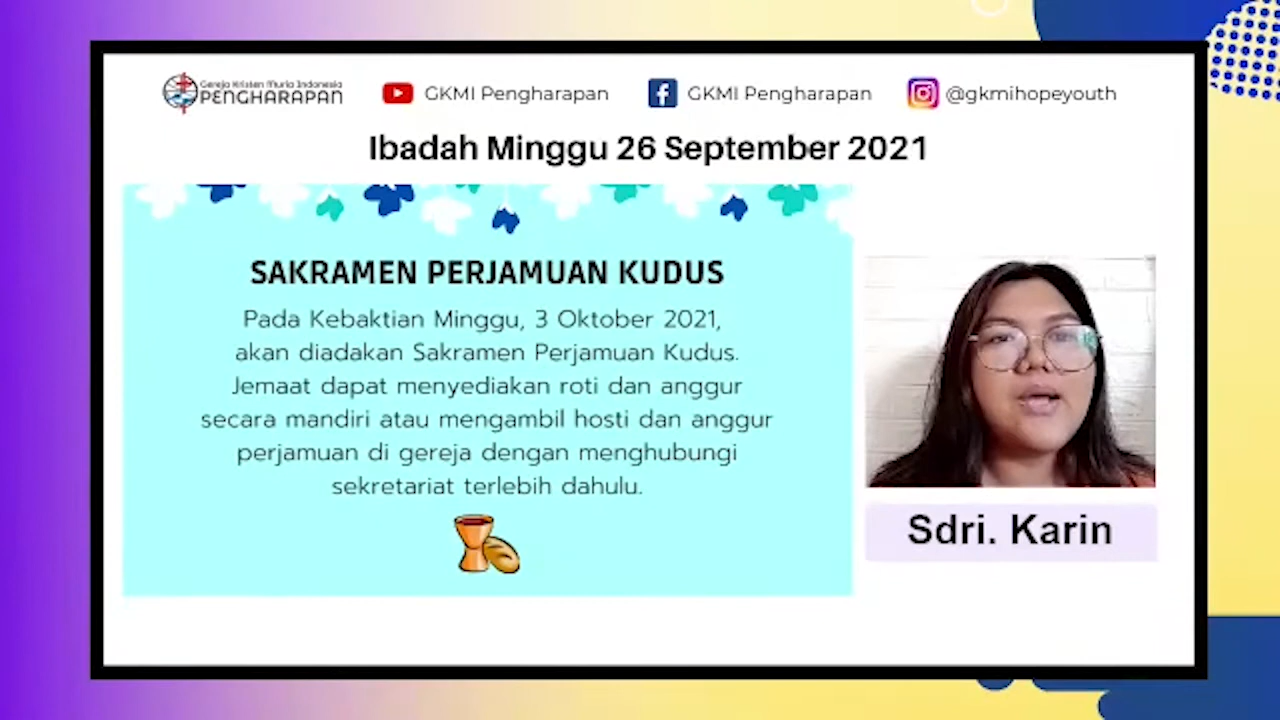 Gereja Kristen Muria Indonesia
PENGHARAPAN
GKMI Pengharapan
GKMI Pengharapan
@gkmihopeyouth
Ibadah Minggu 26 September 2021
SAKRAMEN PERJAMUAN KUDUS
Pada Kebaktian Minggu, 3 Oktober 2021,
akan diadakan Sakramen Perjamuan Kudus.
Jemaat dapat menyediakan roti dan anggur
secara mandiri atau mengambil hosti dan anggur
perjamuan di gereja dengan menghubungi
sekretariat terlebih dahulu.
Sdri. Karin